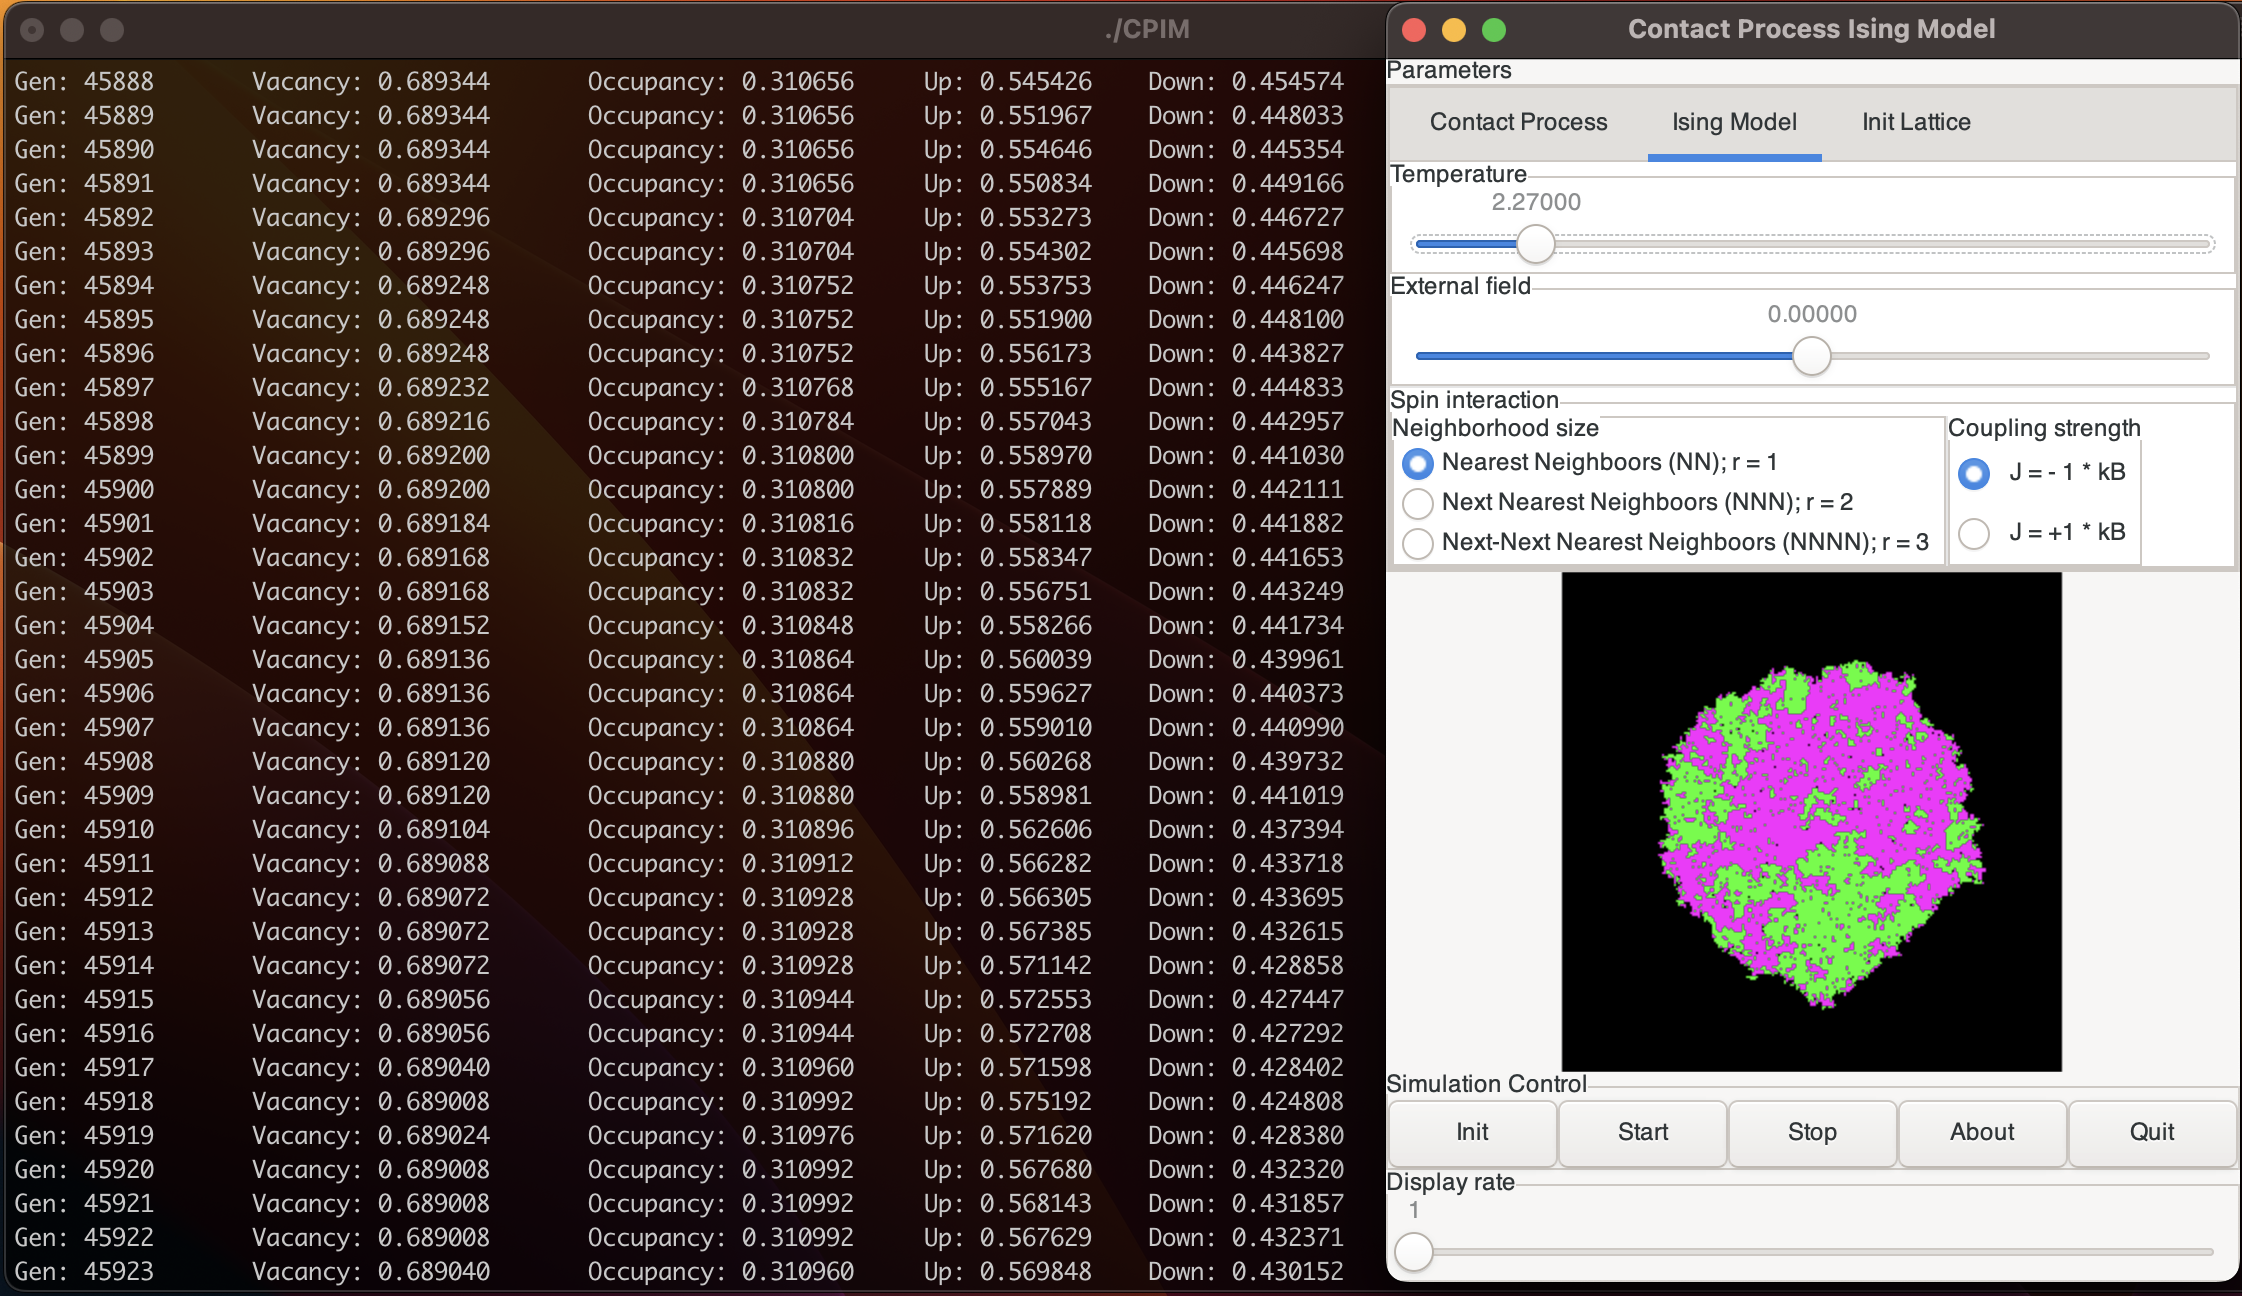 ./CPIM
Gen: 45888 Vacancy: 0.689344 Occupancy: 0.310656 Up: 0.545426 Down: 0.454574
Gen: 45889 Vacancy: 0.689344 Occupancy: 0.310656 Up: 0.551967 Down: 0.448033
Gen: 45890 Vacancy: 0.689344 Occupancy: 0.310656 Up: 0.554646 Down: 0.445354
Gen: 45891 Vacancy: 0.689344 Occupancy: 0.310656 Up: 0.550834 Down: 0.449166
Gen: 45892 Vacancy: 0.689296 Occupancy: 0.310704 Up: 0.553273 Down: 0.446727
Gen: 45893 Vacancy: 0.689296 Occupancy: 0.310704 Up: 0.554302 Down: 0.445698
Gen: 45894 Vacancy: 0.689248 Occupancy: 0.310752 Up: 0.553753 Down: 0.446247
Gen: 45895 Vacancy: 0.689248 Occupancy: 0.310752 Up: 0.551900 Down: 0.448100
Gen: 45896 Vacancy: 0.689248 Occupancy: 0.310752 Up: 0.556173 Down: 0.443827
Gen: 45897 Vacancy: 0.689232 Occupancy: 0.310768 Up: 0.555167 Down: 0.444833
Gen: 45898 Vacancy: 0.689216 Occupancy: 0.310784 Up: 0.557043 Down: 0.442957
Gen: 45899 Vacancy: 0.689200 Occupancy: 0.310800 Up: 0.558970 Down: 0.441030
Gen: 45900 Vacancy: 0.689200 Occupancy: 0.310800 Up: 0.557889 Down: 0.442111
Gen: 45901 Vacancy: 0.689184 Occupancy: 0.310816 Up: 0.558118 Down: 0.441882
Gen: 45902 Vacancy: 0.689168 Occupancy: 0.310832 Up: 0.558347 Down: 0.441653
Gen: 45903 Vacancy: 0.689168 Occupancy: 0.310832 Up: 0.556751 Down: 0.443249
Gen: 45904 Vacancy: 0.689152 Occupancy: 0.310848 Up: 0.558266 Down: 0.441734
Gen: 45905 Vacancy: 0.689136 Occupancy: 0.310864 Up: 0.560039 Down: 0.439961
Gen: 45906 Vacancy: 0.689136 Occupancy: 0.310864 Up: 0.559627 Down: 0.440373
Gen: 45907 Vacancy: 0.689136 Occupancy: 0.310864 Up: 0.559010 Down: 0.440990
Gen: 45908 Vacancy: 0.689120 Occupancy: 0.310880 Up: 0.560268 Down: 0.439732
Gen: 45909 Vacancy: 0.689120 Occupancy: 0.310880 Up: 0.558981 Down: 0.441019
Gen: 45910 Vacancy: 0.689104 Occupancy: 0.310896 Up: 0.562606 Down: 0.437394
Gen: 45911 Vacancy: 0.689088 Occupancy: 0.310912 Up: 0.566282 Down: 0.433718
Gen: 45912 Vacancy: 0.689072 Occupancy: 0.310928 Up: 0.566305 Down: 0.433695
Gen: 45913 Vacancy: 0.689072 Occupancy: 0.310928 Up: 0.567385 Down: 0.432615
Gen: 45914 Vacancy: 0.689072 Occupancy: 0.310928 Up: 0.571142 Down: 0.428858
Gen: 45915 Vacancy: 0.689056 Occupancy: 0.310944 Up: 0.572553 Down: 0.427447
Gen: 45916 Vacancy: 0.689056 Occupancy: 0.310944 Up: 0.572708 Down: 0.427292
Gen: 45917 Vacancy: 0.689040 Occupancy: 0.310960 Up: 0.571598 Down: 0.428402
Gen: 45918 Vacancy: 0.689008 Occupancy: 0.310992 Up: 0.575192 Down: 0.424808
Gen: 45919 Vacancy: 0.689024 Occupancy: 0.310976 Up: 0.571620 Down: 0.428380
Gen: 45920 Vacancy: 0.689008 Occupancy: 0.310992 Up: 0.567680 Down: 0.432320
Gen: 45921 Vacancy: 0.689008 Occupancy: 0.310992 Up: 0.568143 Down: 0.431857
Gen: 45922 Vacancy: 0.689008 Occupancy: 0.310992 Up: 0.567629 Down: 0.432371
Gen: 45923 Vacancy: 0.689040 Occupancy: 0.310960 Up: 0.569848 Down: 0.430152
Contact Process Ising Model
Parameters
Contact Process Ising Model Init Lattice
Temperature
2.27000
External field
0.00000
Spin interaction
Neighborhood size
Nearest Neighboors (NN); r = 1
Next Nearest Neighboors (NNN); r = 2
Next-Next Nearest Neighboors (NNNN); r = 3
Coupling strength
J = - 1 * kB
J = +1 * kB
Simulation Control
Init Start Stop About Quit
Display rate
1